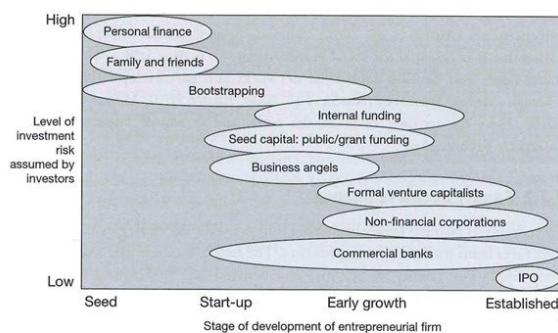 High
Personal finance
Family and friends
Bootstrapping
Internal funding
Level of
investment
risk
assumed by
investors
Seed capital: public/grant funding
Business angels
Formal venture capitalists
Non-financial corporations
Commercial banks
IPO
Low
Seed
Start-up
Early growth
Established
Stage of development of entrepreneurial firm